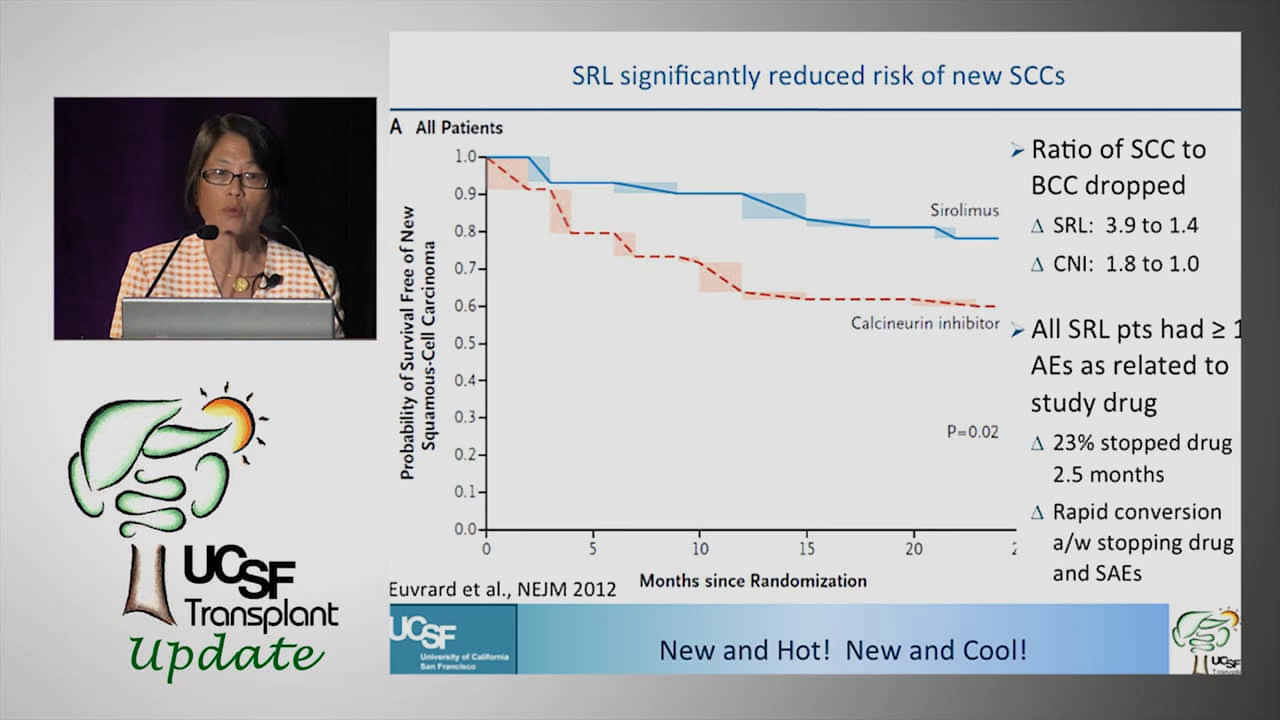 SRL significantly reduced risk of new SCCs
A All Patients
1.0
0.9
0.8
0.7
0.6
0.5
0.4
0.3
0.2
0.1
0.0
Probability of Survival Free of New
Squamous-Cell Carcinoma
Sirolimus
Calcineurin inhibitor
P=0.02
0 5 10 15 20 2
Months since Randomization
Euvrard et al., NEJM 2012
➢ Ratio of SCC to
BCC dropped
Δ SRL: 3.9 to 1.4
Δ CNI: 1.8 to 1.0
➢ All SRL pts had ≥ 1
AEs as related to
study drug
Δ 23% stopped drug
2.5 months
Δ Rapid conversion
a/w stopping drug
and SAEs
UCSF
University of California
San Francisco
New and Hot! New and Cool!
UCSF
UCSF
Transplant
Update